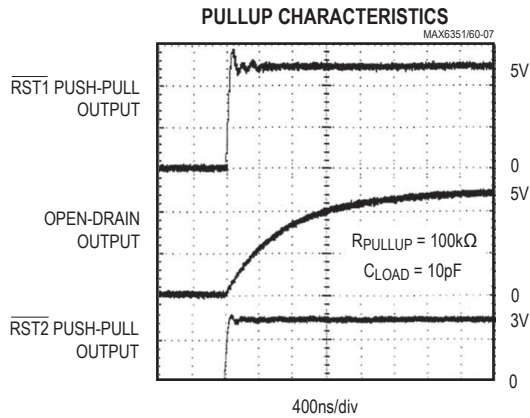 PULLUP CHARACTERISTICS
MAX6351/60-07
RST1 PUSH-PULL
OUTPUT
5V
0
OPEN-DRAIN
OUTPUT
5V
RPULLUP = 100kΩ
CLOAD = 10pF
0
RST2 PUSH-PULL
OUTPUT
3V
0
400ns/div